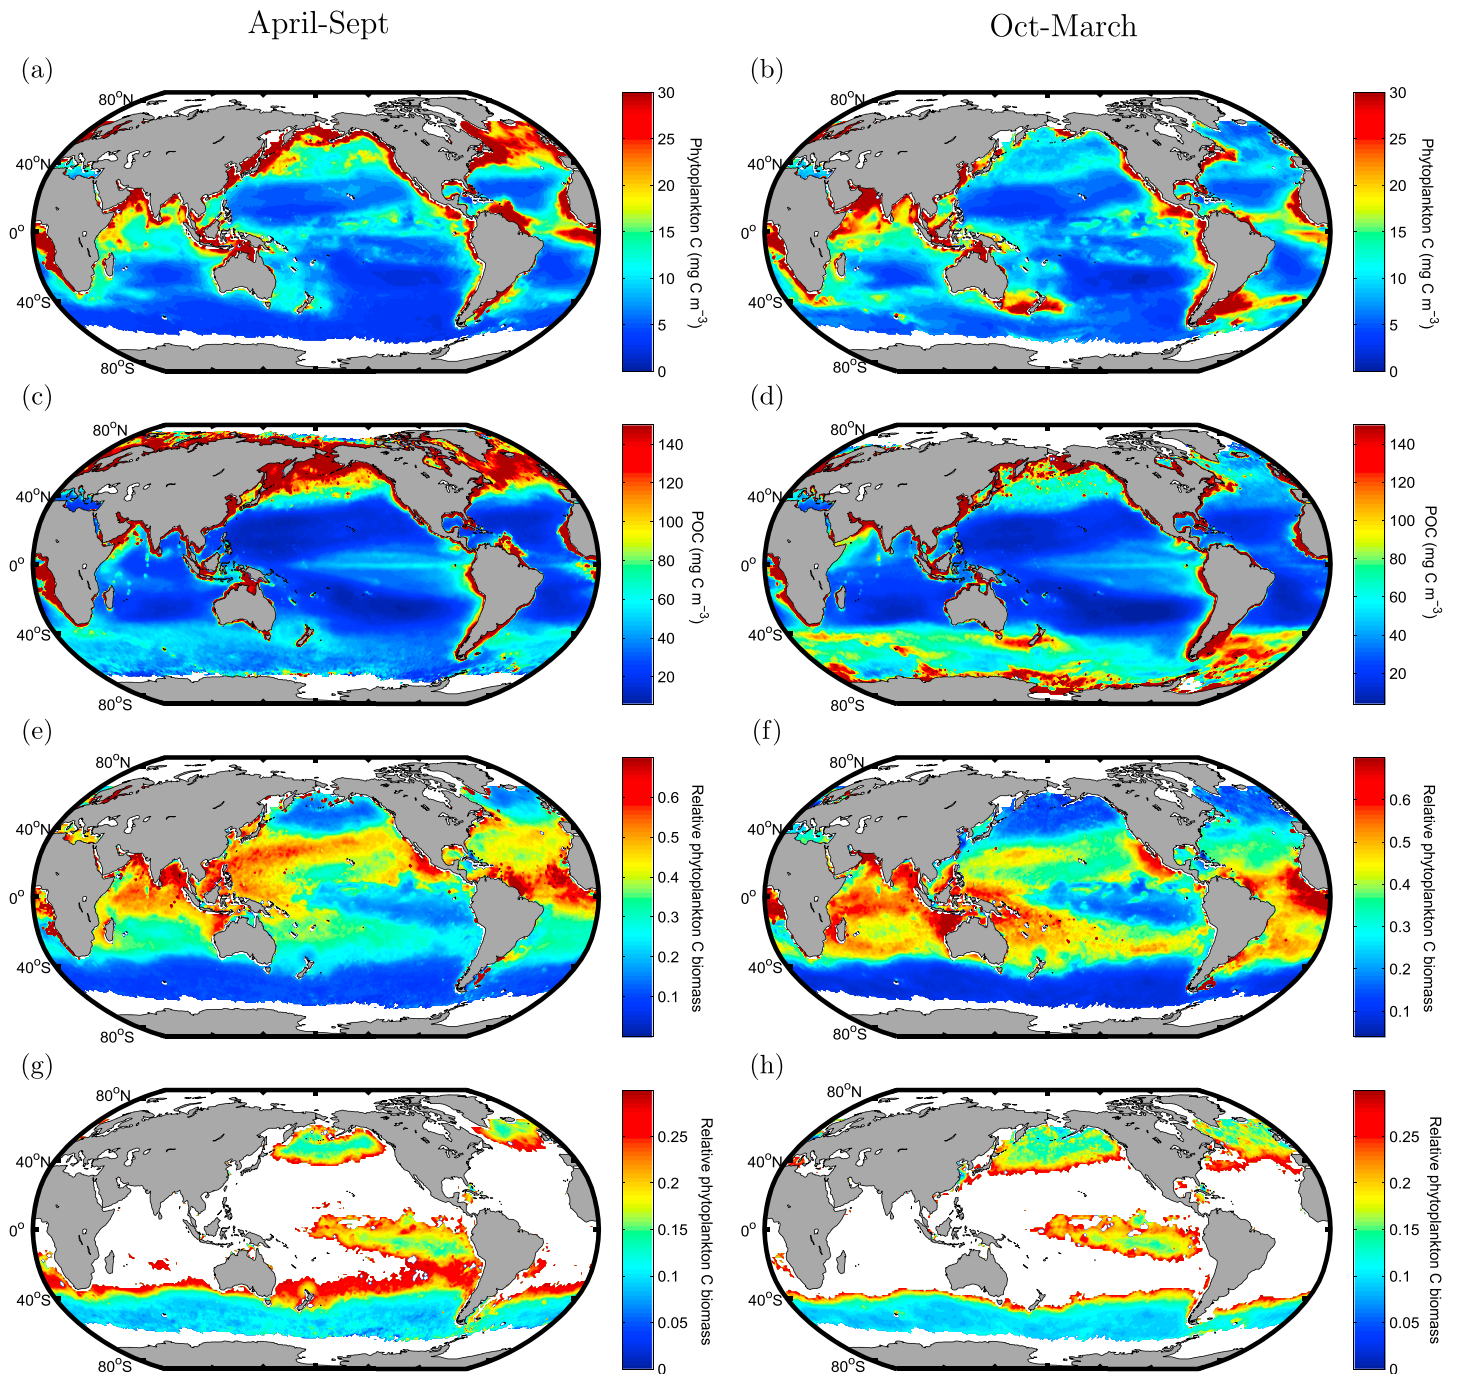 April-Sept
Oct-March
(a)
(b)
80°N
40°N
0°
40°S
80°S
30
25
20
15
10
5
0
Phytoplankton C (mg C m−3)
80°N
40°N
0°
40°S
80°S
30
25
20
15
10
5
0
Phytoplankton C (mg C m−3)
(c)
(d)
80°N
40°N
0°
40°S
80°S
140
120
100
80
60
40
20
POC (mg C m−3)
80°N
40°N
0°
40°S
80°S
140
120
100
80
60
40
20
POC (mg C m−3)
(e)
(f)
80°N
40°N
0°
40°S
80°S
0.6
0.5
0.4
0.3
0.2
0.1
Relative phytoplankton C biomass
80°N
40°N
0°
40°S
80°S
0.6
0.5
0.4
0.3
0.2
0.1
Relative phytoplankton C biomass
(g)
(h)
80°N
40°N
0°
40°S
80°S
0.25
0.2
0.15
0.1
0.05
0
Relative phytoplankton C biomass
80°N
40°N
0°
40°S
80°S
0.25
0.2
0.15
0.1
0.05
0
Relative phytoplankton C biomass